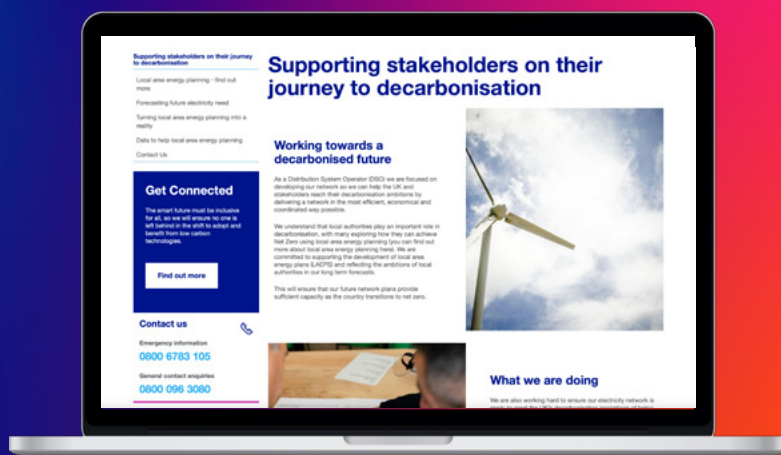 Supporting stakeholders on their journey
to decarbonisation
Local area energy planning - find out
more
Forecasting future electricity need
Turning local area energy planning into a
reality
Data to help local area energy planning
Contact Us
Get Connected
The smart future must be inclusive
for all, so we will ensure no one is
left behind in the shift to adopt and
benefit from low carbon
technologies.
Find out more
Contact us
Emergency information
0800 6783 105
General contact enquiries
0800 096 3080
Supporting stakeholders on their
journey to decarbonisation
Working towards a
decarbonised future
As a Distribution System Operator (DSO) we are focused on
developing our network so we can help the UK and
stakeholders reach their decarbonisation ambitions by
delivering a network in the most efficient, economical and
coordinated way possible.
We understand that local authorities play an important role in
decarbonisation, with many exploring how they can achieve
Net Zero using local area energy planning (you can find out
more about local area energy planning here). We are
committed to supporting the development of local area
energy plans (LAEPS) and reflecting the ambitions of local
authorities in our long term forecasts.
This will ensure that our future network plans provide
sufficient capacity as the country transitions to net zero.
What we are doing
We are also working hard to ensure our electricity network is